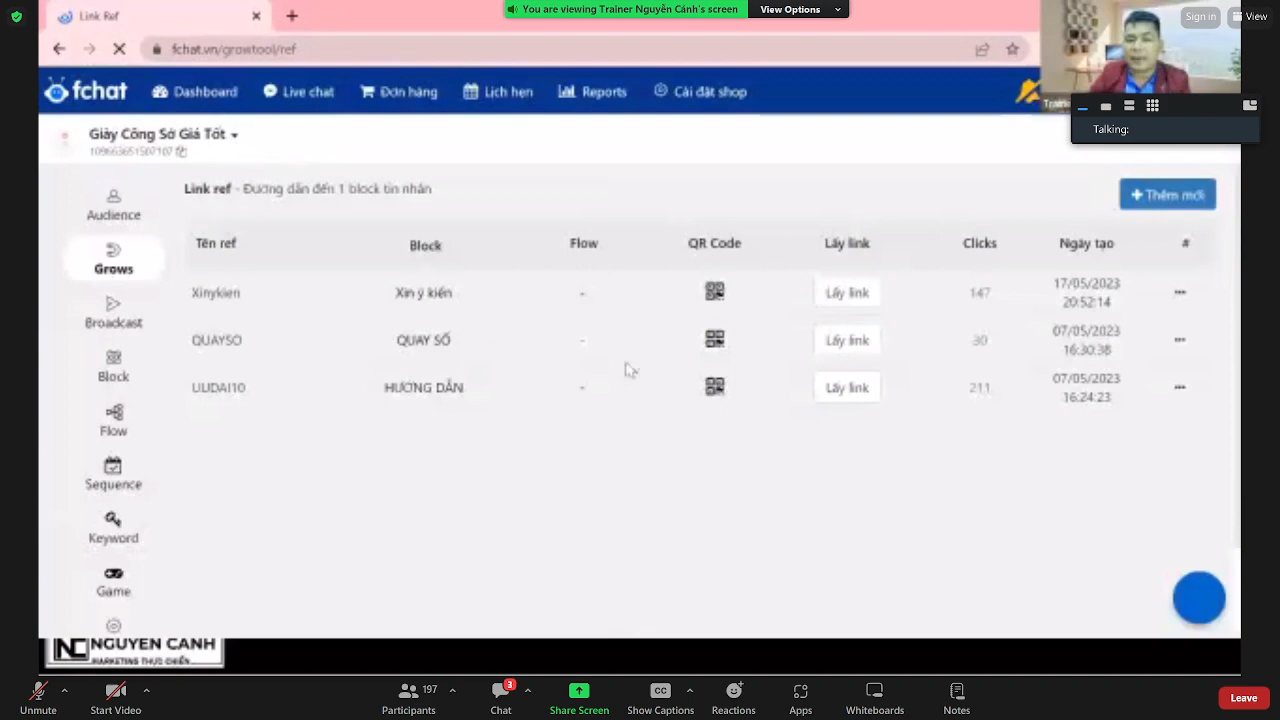 Link Ref
You are viewing Trainer Nguyễn Cảnh's screen
View Options
Sign in
View
fchat.vn/growtool/ref
fchat
Dashboard
Live chat
Đơn hàng
Lịch hẹn
Reports
Cài đặt shop
Talking:
Giày Công Sở Giá Tốt
109663651507107
Link ref - Đường dẫn đến 1 block tin nhắn
Thêm mới
Audience
Grows
Broadcast
Block
Flow
Sequence
Keyword
Game
Tên ref Block Flow QR Code Lấy link Clicks Ngày tạo #
Xinykien Xin ý kiến - Lấy link 147 17/05/2023 20:52:14
QUAYSO QUAY SỐ - Lấy link 30 07/05/2023 16:30:38
UUDAI10 HƯỚNG DẪN - Lấy link 211 07/05/2023 16:24:23
NC NGUYEN CANH
MARKETING THỰC CHIẾN
Unmute
Start Video
197
Participants
3
Chat
Share Screen
CC
Show Captions
Reactions
Apps
Whiteboards
Notes
Leave